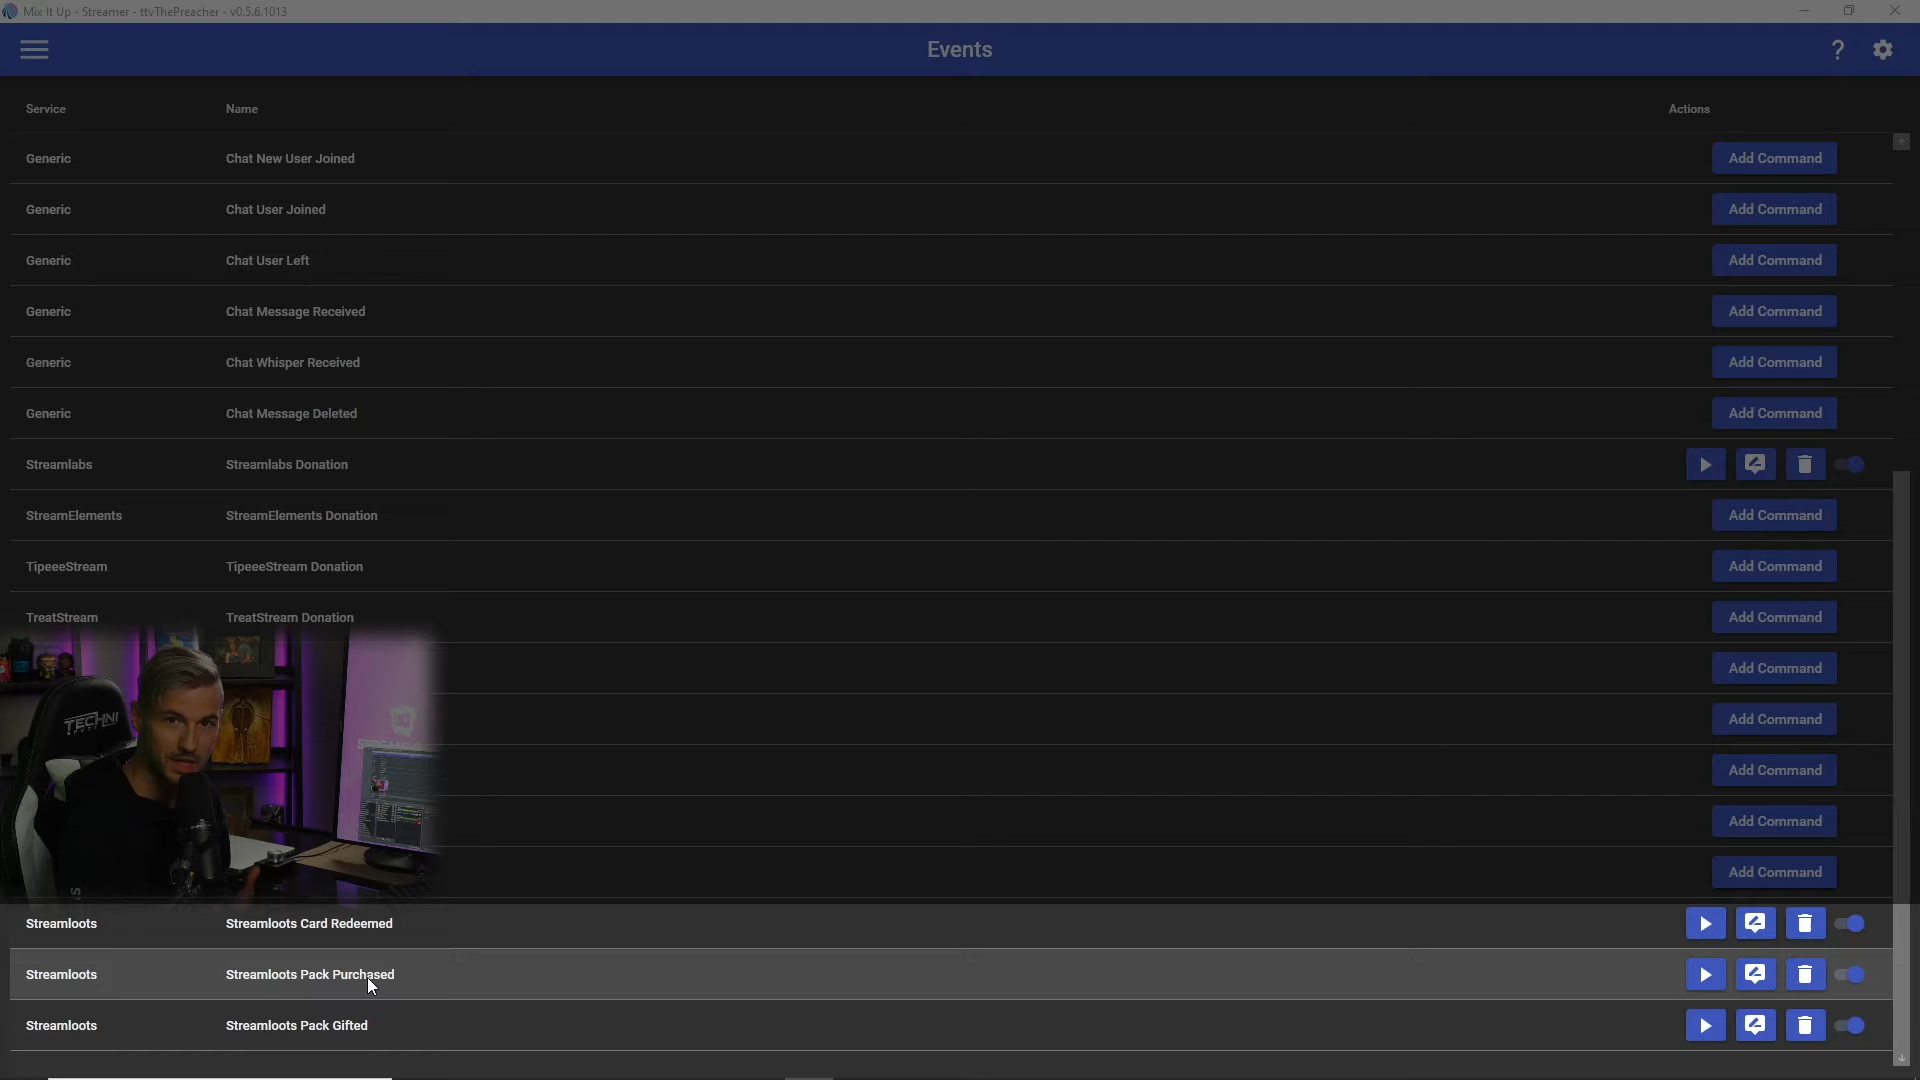 Mix It Up - Streamer - ttvThePreacher - v0.5.6.1013
Events
?
Service Name Actions
Generic Chat New User Joined Add Command
Generic Chat User Joined Add Command
Generic Chat User Left Add Command
Generic Chat Message Received Add Command
Generic Chat Whisper Received Add Command
Generic Chat Message Deleted Add Command
Streamlabs Streamlabs Donation
StreamElements StreamElements Donation Add Command
TipeeeStream TipeeeStream Donation Add Command
TreatStream TreatStream Donation Add Command
Add Command
Add Command
Add Command
Add Command
Add Command
TECHNI
Streamloots Streamloots Card Redeemed
Streamloots Streamloots Pack Purchased
Streamloots Streamloots Pack Gifted